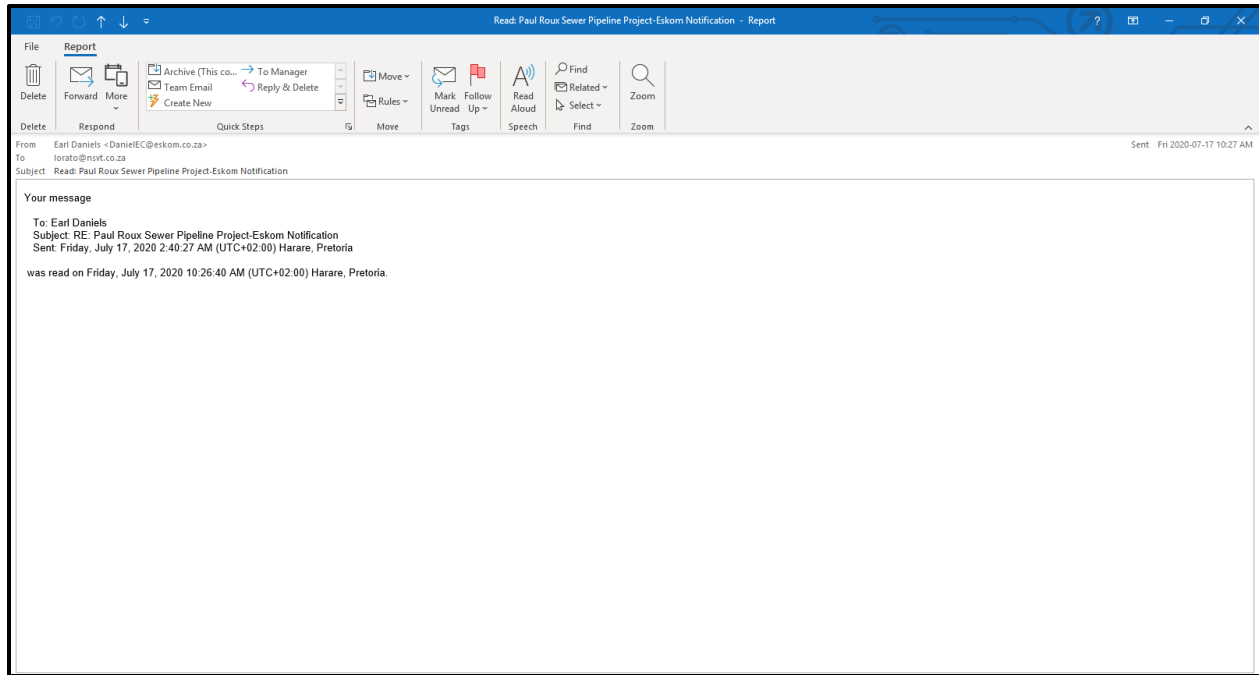 Read: Paul Roux Sewer Pipeline Project-Eskom Notification - Report
File Report
Delete
Forward
More
Archive (This co...
To Manager
Team Email
Reply & Delete
Create New
Move
Rules
Mark Unread
Follow Up
Read Aloud
Find
Related
Select
Zoom
Delete Respond Quick Steps Move Tags Speech Find Zoom
From Earl Daniels <DanielEC@eskom.co.za> Sent Fri 2020-07-17 10:27 AM
To lorato@nsvt.co.za
Subject Read: Paul Roux Sewer Pipeline Project-Eskom Notification
Your message
To: Earl Daniels
Subject: RE: Paul Roux Sewer Pipeline Project-Eskom Notification
Sent: Friday, July 17, 2020 2:40:27 AM (UTC+02:00) Harare, Pretoria
was read on Friday, July 17, 2020 10:26:40 AM (UTC+02:00) Harare, Pretoria.